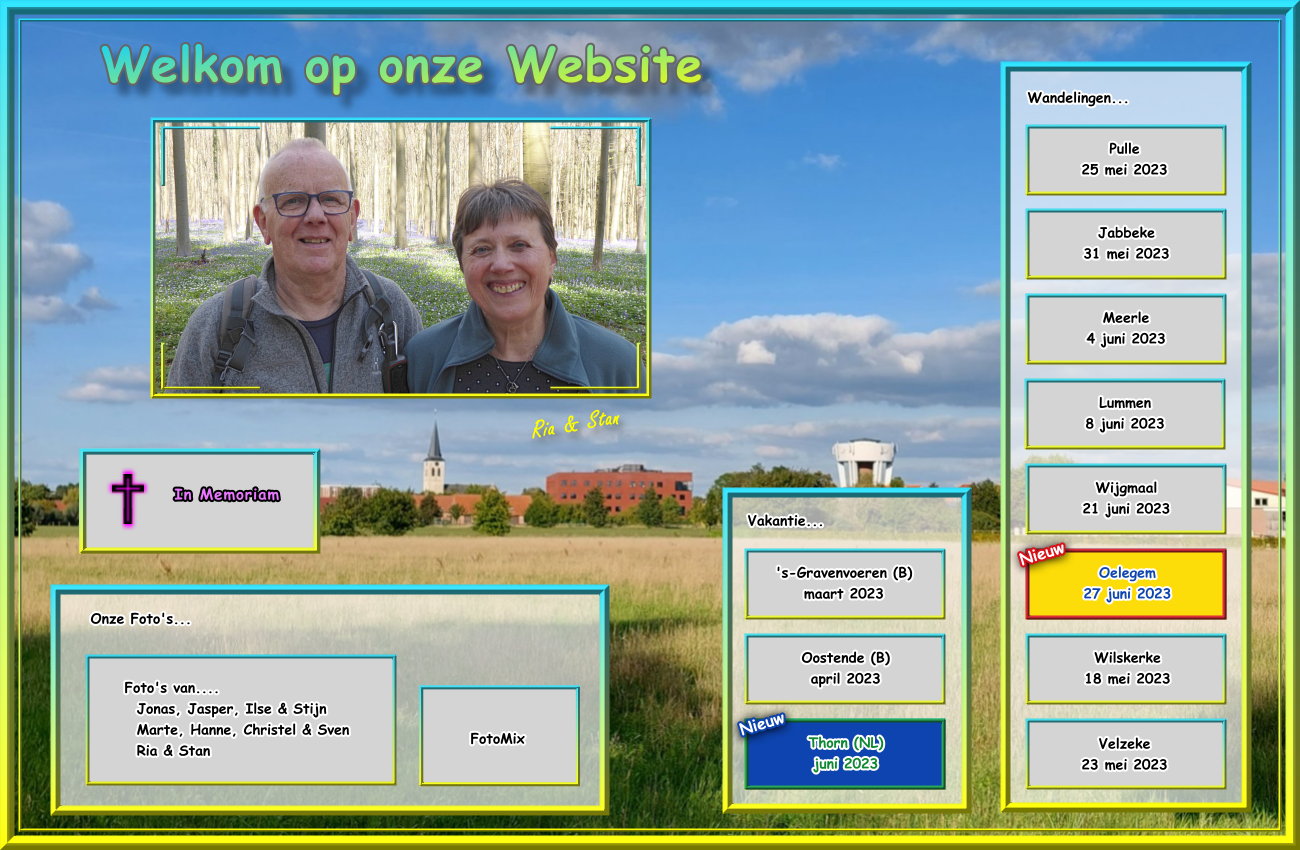 Welkom op onze Website
Ria & Stan
In Memoriam
Onze Foto's...
Foto's van....
Jonas, Jasper, Ilse & Stijn
Marte, Hanne, Christel & Sven
Ria & Stan
FotoMix
Vakantie...
's-Gravenvoeren (B)
maart 2023
Oostende (B)
april 2023
Nieuw
Thorn (NL)
juni 2023
Wandelingen...
Pulle
25 mei 2023
Jabbeke
31 mei 2023
Meerle
4 juni 2023
Lummen
8 juni 2023
Wijgmaal
21 juni 2023
Nieuw
Oelegem
27 juni 2023
Wilskerke
18 mei 2023
Velzeke
23 mei 2023